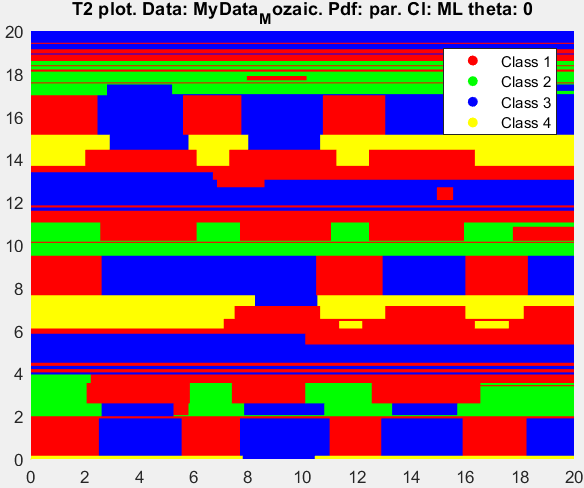 T2 plot. Data: MyData_Mozaic. Pdf: par. Cl: ML theta: 0
20
18
16
14
12
10
8
6
4
2
0
Class 1
Class 2
Class 3
Class 4
0 2 4 6 8 10 12 14 16 18 20